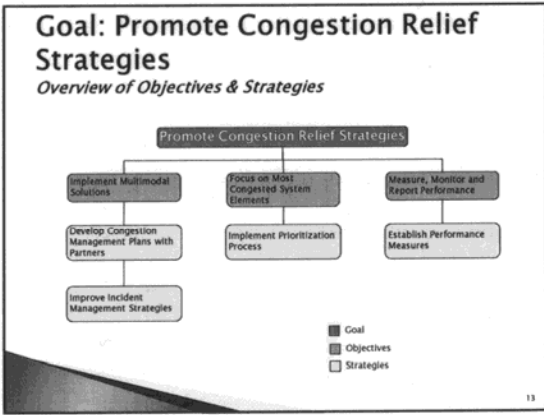 Goal: Promote Congestion Relief
Strategies
Overview of Objectives & Strategies
Promote Congestion Relief Strategies
Implement Multimodal
Solutions
Focus on Most
Congested System
Elements
Measure, Monitor and
Report Performance
Develop Congestion
Management Plans with
Partners
Implement Prioritization
Process
Establish Performance
Measures
Improve Incident
Management Strategies
Goal
Objectives
Strategies
13